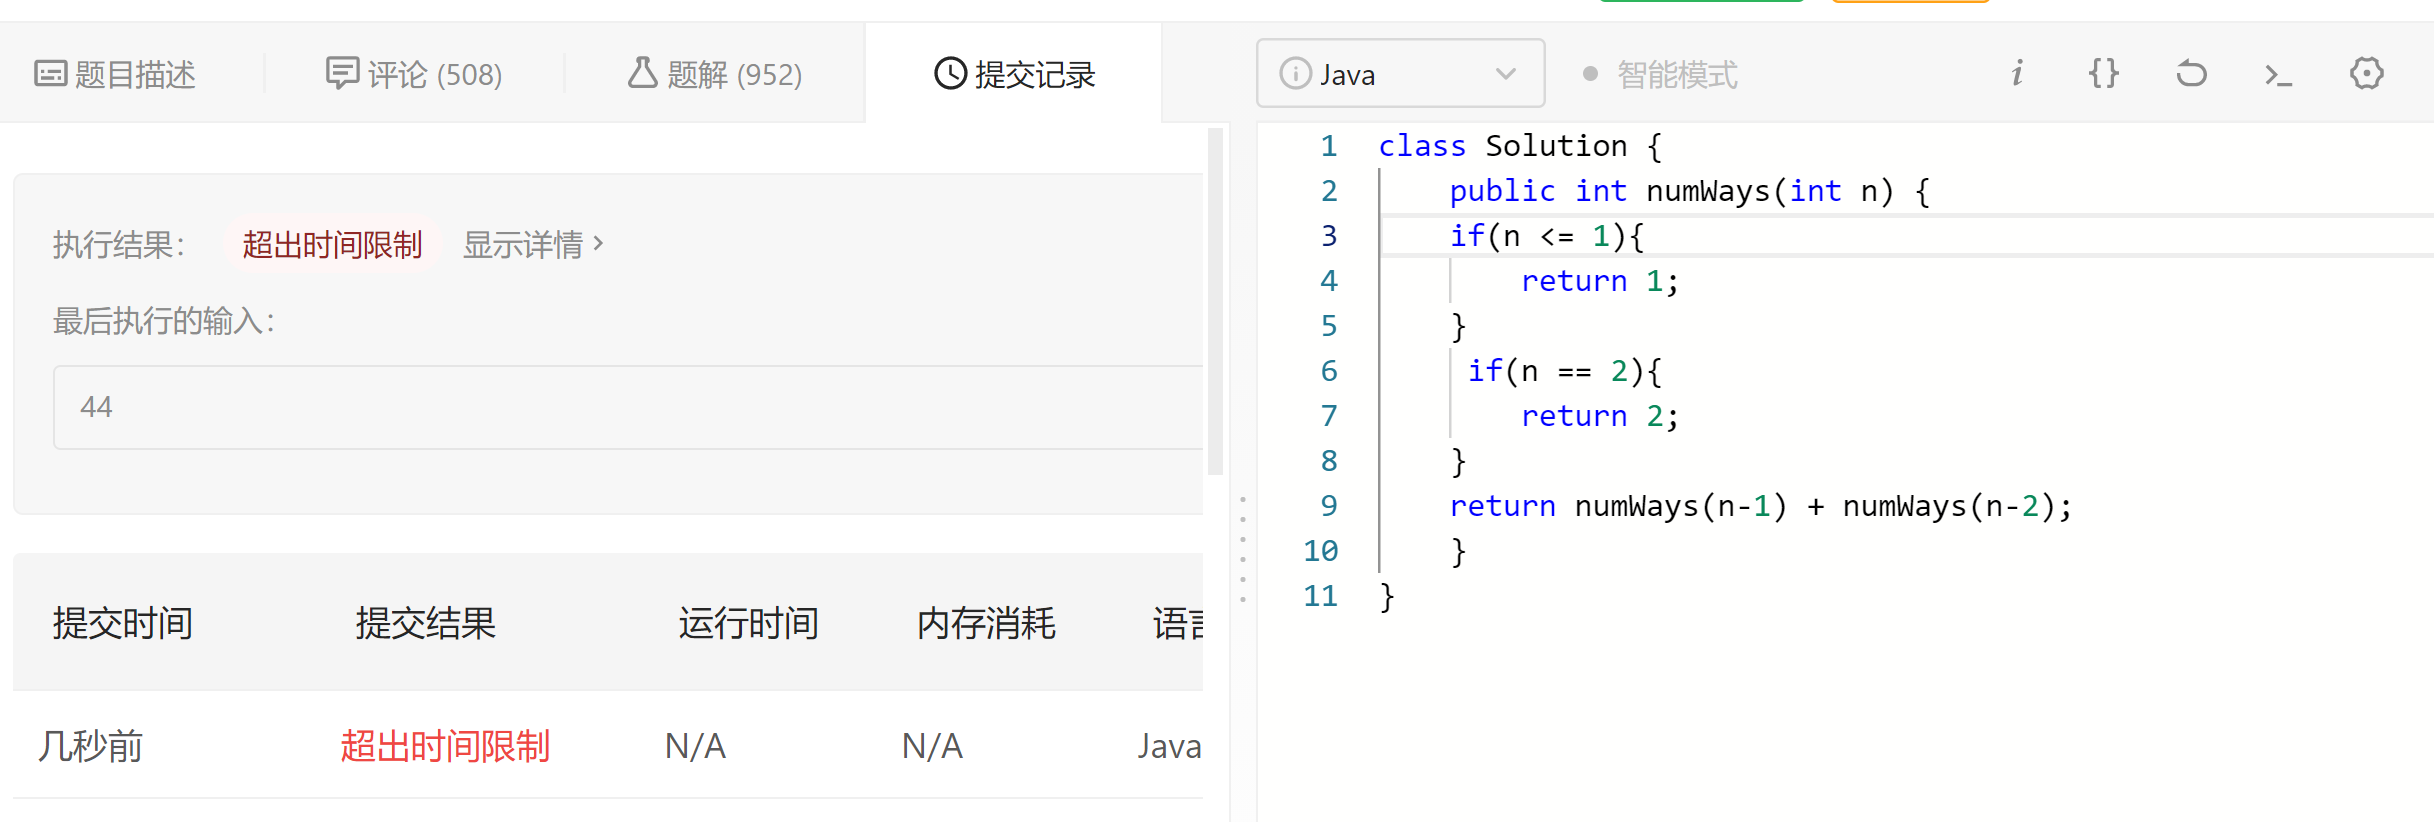 题目描述
评论 (508)
题解 (952)
提交记录
执行结果：
超出时间限制
显示详情 >
最后执行的输入：
44
提交时间 提交结果 运行时间 内存消耗 语言
几秒前 超出时间限制 N/A N/A Java
Java
智能模式
i {} >_
1 class Solution {
2     public int numWays(int n) {
3     if(n <= 1){
4         return 1;
5     }
6      if(n == 2){
7         return 2;
8     }
9     return numWays(n-1) + numWays(n-2);
10     }
11 }